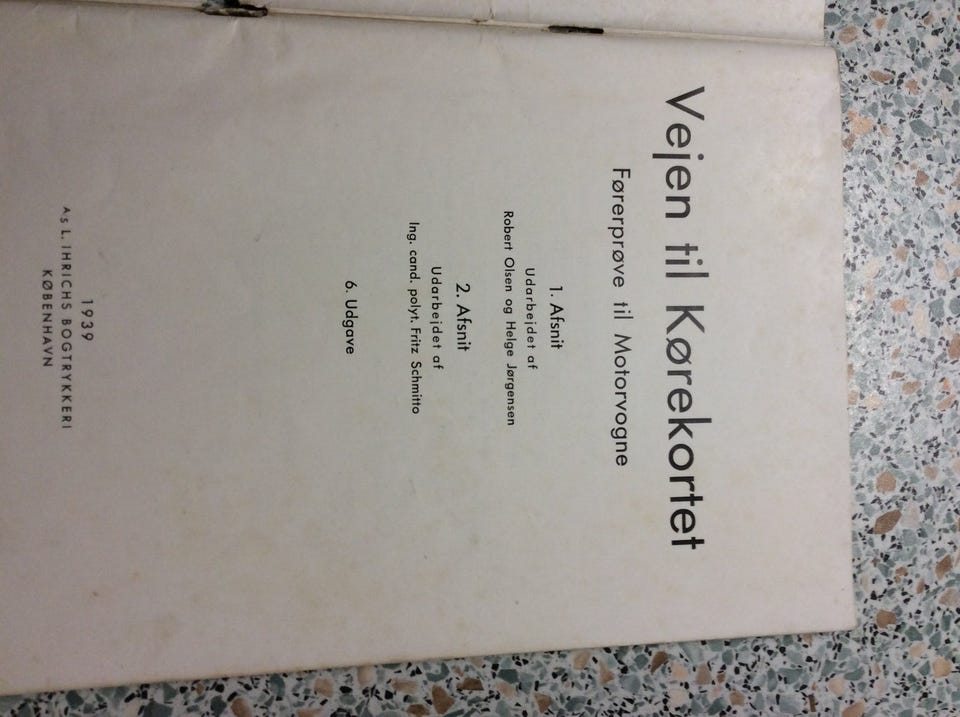 Vejen til Kørekortet
Førerprøve til Motorvogne
1. Afsnit
Udarbejdet af
Robert Olsen og Helge Jørgensen
2. Afsnit
Udarbejdet af
Ing. cand. polyt. Fritz Schmitto
6. Udgave
1939
A/S L. IHRICHS BOGTRYKKERI
KØBENHAVN